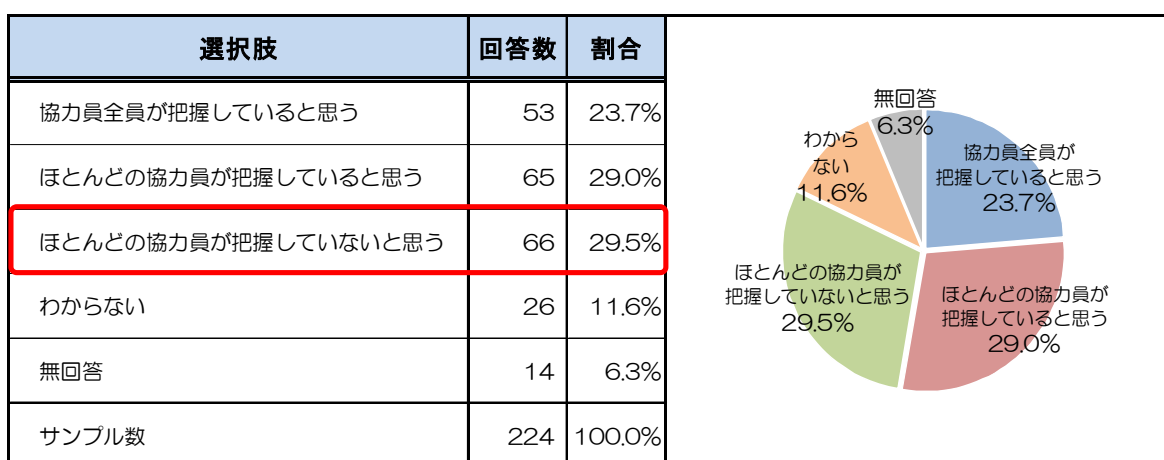 選択肢 回答数 割合
協力員全員が把握していると思う 53 23.7%
ほとんどの協力員が把握していると思う 65 29.0%
ほとんどの協力員が把握していないと思う 66 29.5%
わからない 26 11.6%
無回答 14 6.3%
サンプル数 224 100.0%
無回答
6.3%
わから
ない
11.6%
協力員全員が
把握していると思う
23.7%
ほとんどの協力員が
把握していないと思う
29.5%
ほとんどの協力員が
把握していると思う
29.0%